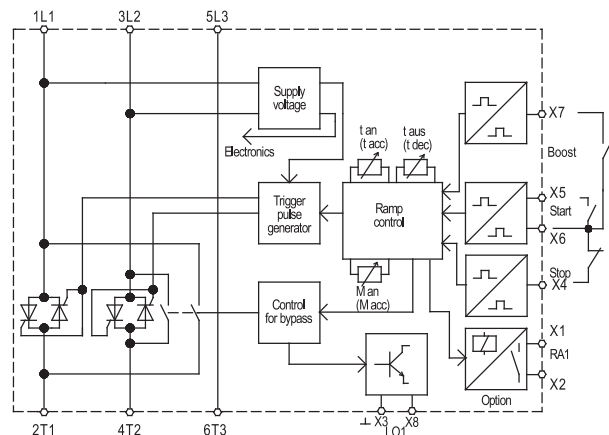 1L1 3L2 5L3
Supply
voltage
Electronics
t an
(t acc)
t aus
(t dec)
X7
Boost
Trigger
pulse
generator
Ramp
control
X5
Start
X6
M an
(M acc)
Stop
X4
Control
for bypass
X1
RA1
X2
Option
⊥ X3 X8
LO1
2T1 4T2 6T3